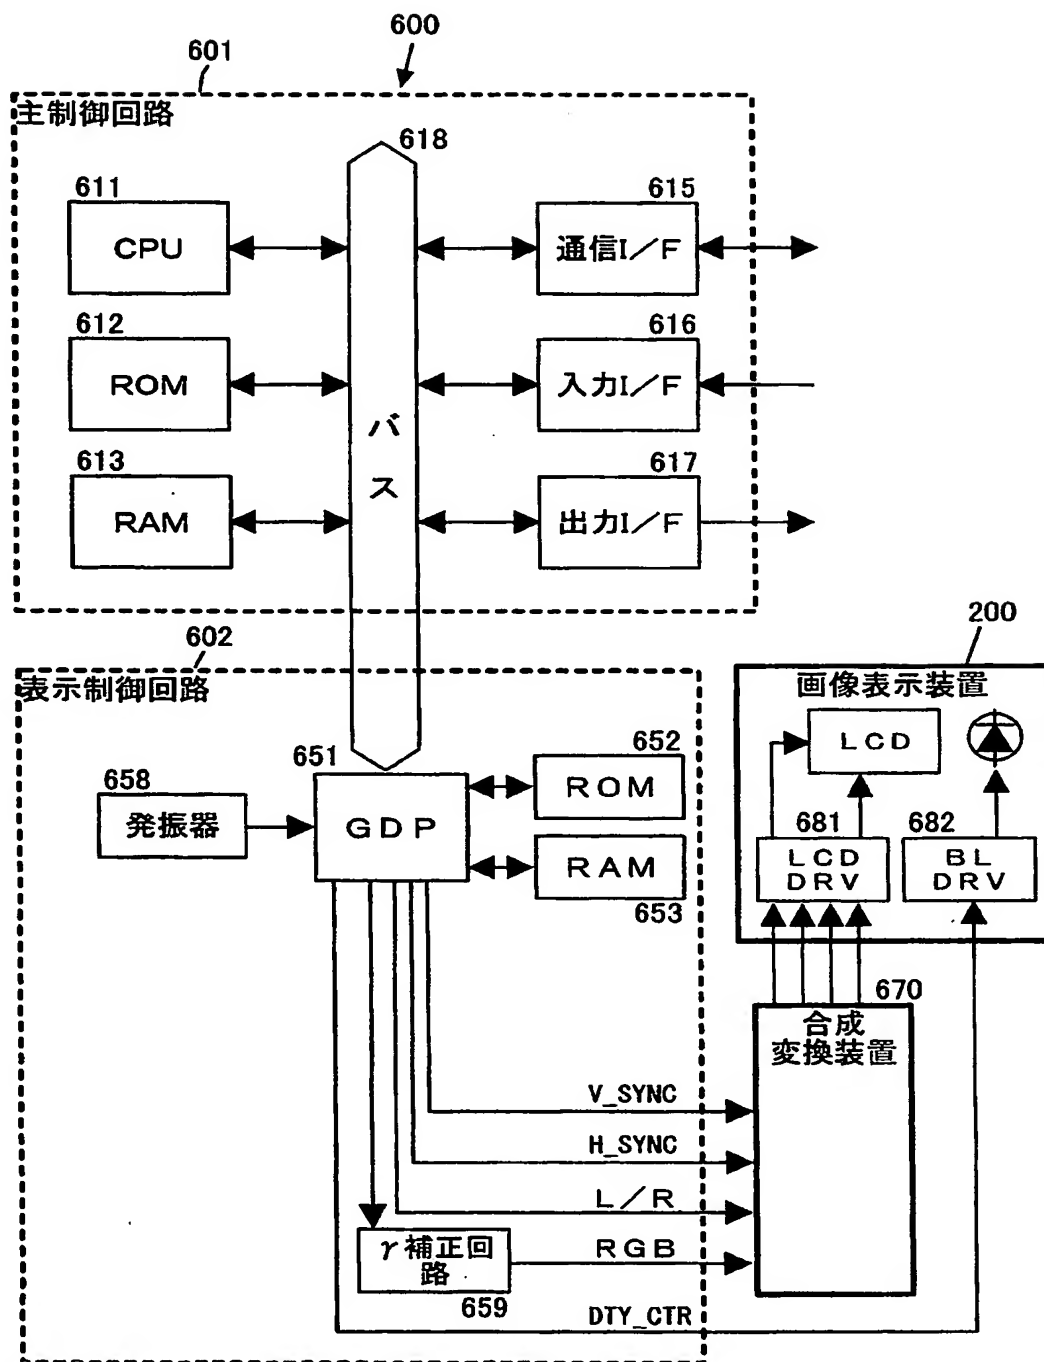 600
601
主制御回路
618
611
CPU
615
通信I／F
612
ROM
616
入力I／F
バス
613
RAM
617
出力I／F
602
表示制御回路
200
画像表示装置
LCD
651
GDP
652
ROM
658
発振器
RAM
653
681
LCD
DRV
682
BL
DRV
670
合成
変換装置
V_SYNC
H_SYNC
L／R
γ補正回
路
659
RGB
DTY_CTR